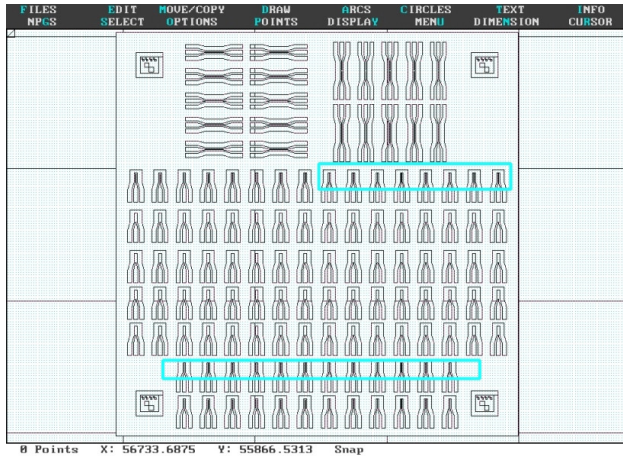 FILES EDIT MOVE/COPY DRAW ARCS CIRCLES TEXT INFO
NPGS SELECT OPTIONS POINTS DISPLAY MENU DIMENSION CURSOR
0 Points X: 56733.6875 Y: 55866.5313 Snap